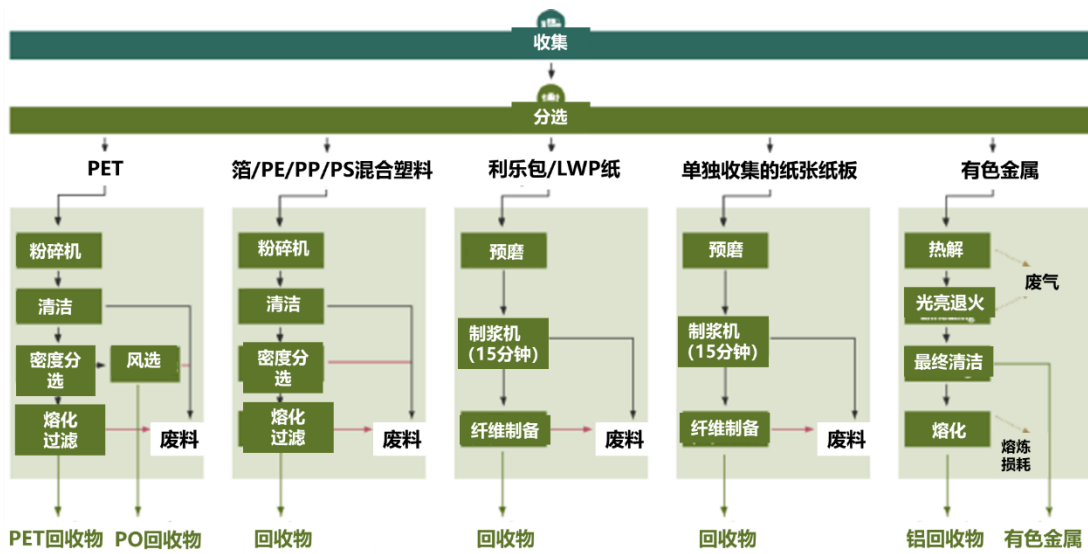 收集
分选
PET
箔/PE/PP/PS混合塑料
利乐包/LWP纸
单独收集的纸张纸板
有色金属
粉碎机
清洁
密度分
选
风选
熔化
过滤
废料
PET回收物
PO回收物
粉碎机
清洁
密度分
选
熔化
过滤
废料
回收物
预磨
制浆机
（15分钟）
纤维制备
废料
回收物
预磨
制浆机
（15分钟）
纤维制备
废料
回收物
热解
废气
光亮退火
最终清洁
熔化
熔炼
损耗
铝回收物
有色金属